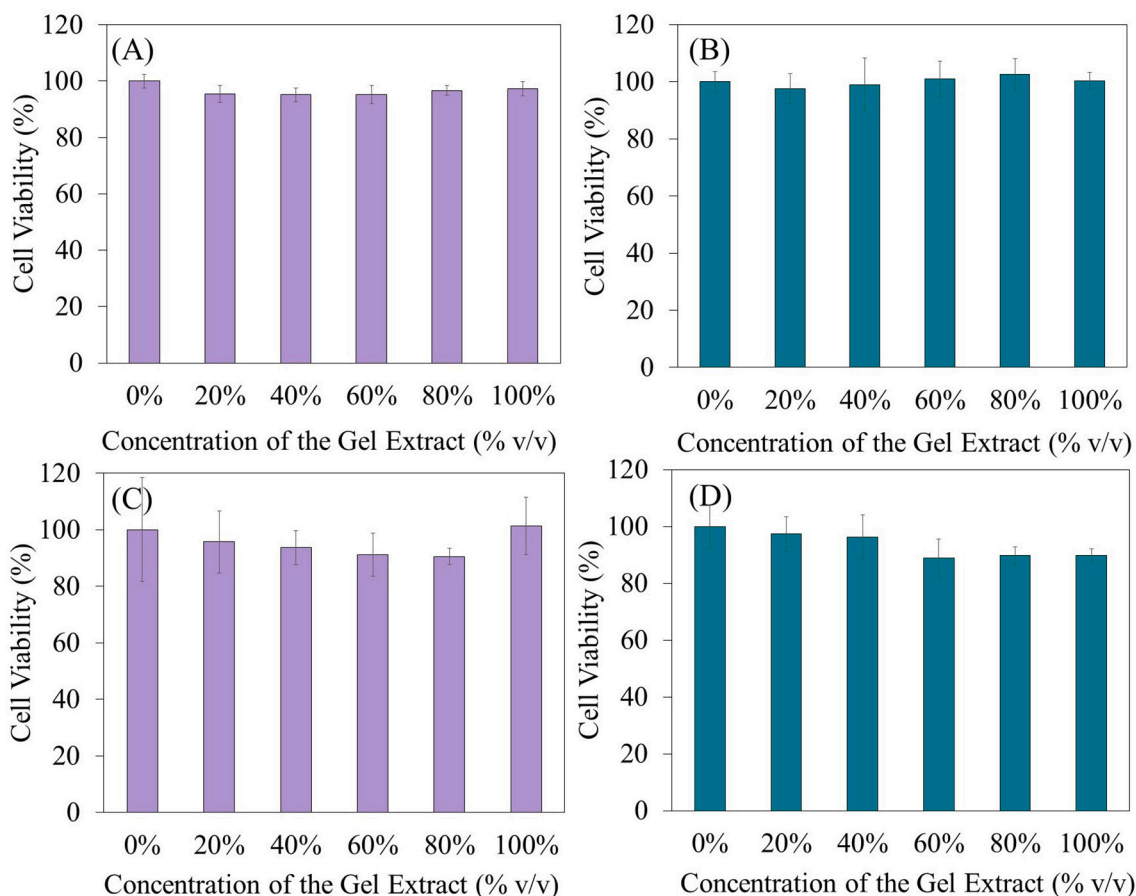 (A)
Cell Viability (%)
120
100
80
60
40
20
0
0% 20% 40% 60% 80% 100%
Concentration of the Gel Extract (% v/v)
(B)
Cell Viability (%)
120
100
80
60
40
20
0
0% 20% 40% 60% 80% 100%
Concentration of the Gel Extract (% v/v)
(C)
Cell Viability (%)
120
100
80
60
40
20
0
0% 20% 40% 60% 80% 100%
Concentration of the Gel Extract (% v/v)
(D)
Cell Viability (%)
120
100
80
60
40
20
0
0% 20% 40% 60% 80% 100%
Concentration of the Gel Extract (% v/v)